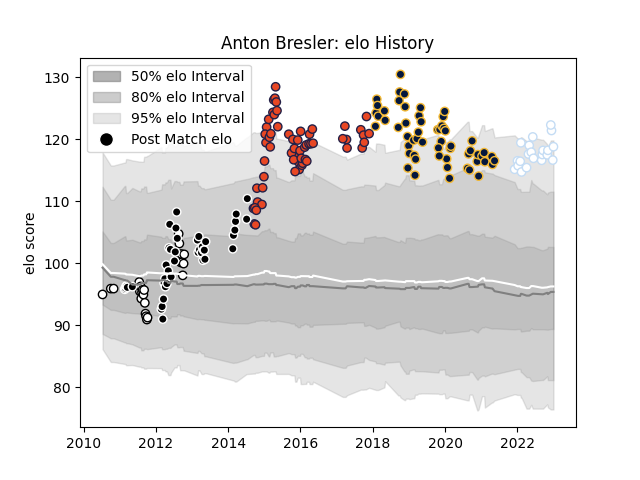 Anton Bresler: elo History
50% elo Interval
80% elo Interval
95% elo Interval
Post Match elo
elo score
130
120
110
100
90
80
2010
2012
2014
2016
2018
2020
2022